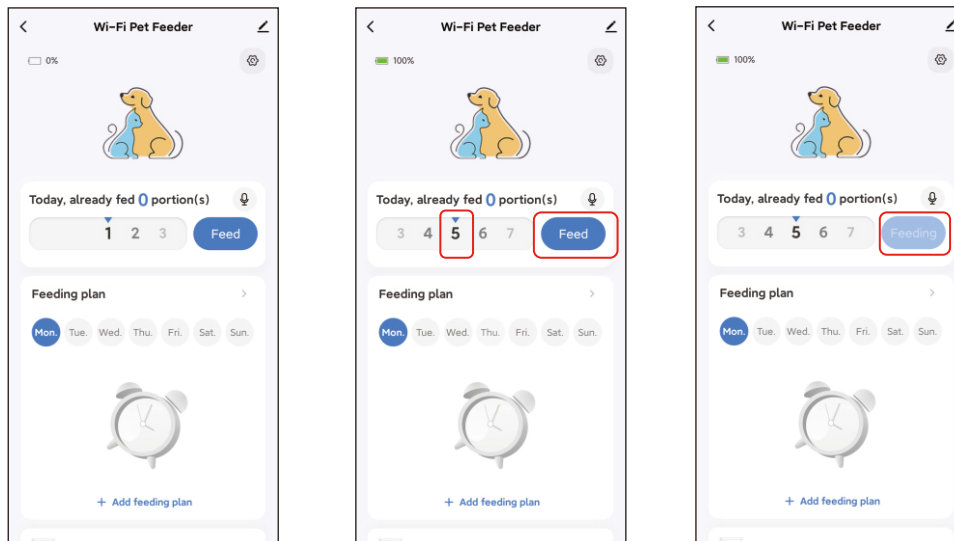 Wi-Fi Pet Feeder
0%
Today, already fed 0 portion(s)
1 2 3 Feed
Feeding plan
Mon. Tue. Wed. Thu. Fri. Sat. Sun.
+ Add feeding plan
Wi-Fi Pet Feeder
100%
Today, already fed 0 portion(s)
3 4 5 6 7 Feed
Feeding plan
Mon. Tue. Wed. Thu. Fri. Sat. Sun.
+ Add feeding plan
Wi-Fi Pet Feeder
100%
Today, already fed 0 portion(s)
3 4 5 6 7 Feeding
Feeding plan
Mon. Tue. Wed. Thu. Fri. Sat. Sun.
+ Add feeding plan